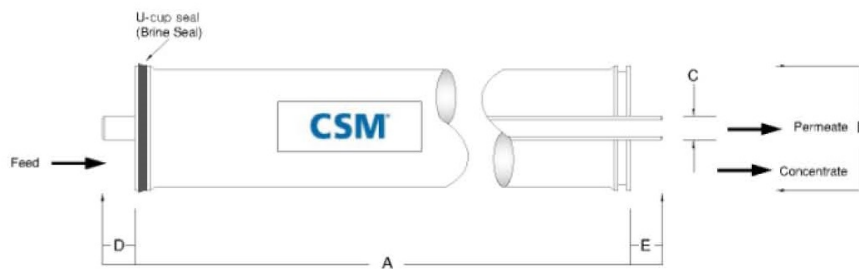 U-cup seal
(Brine Seal)
CSM®
C
Permeate
Feed
Concentrate
D
A
E